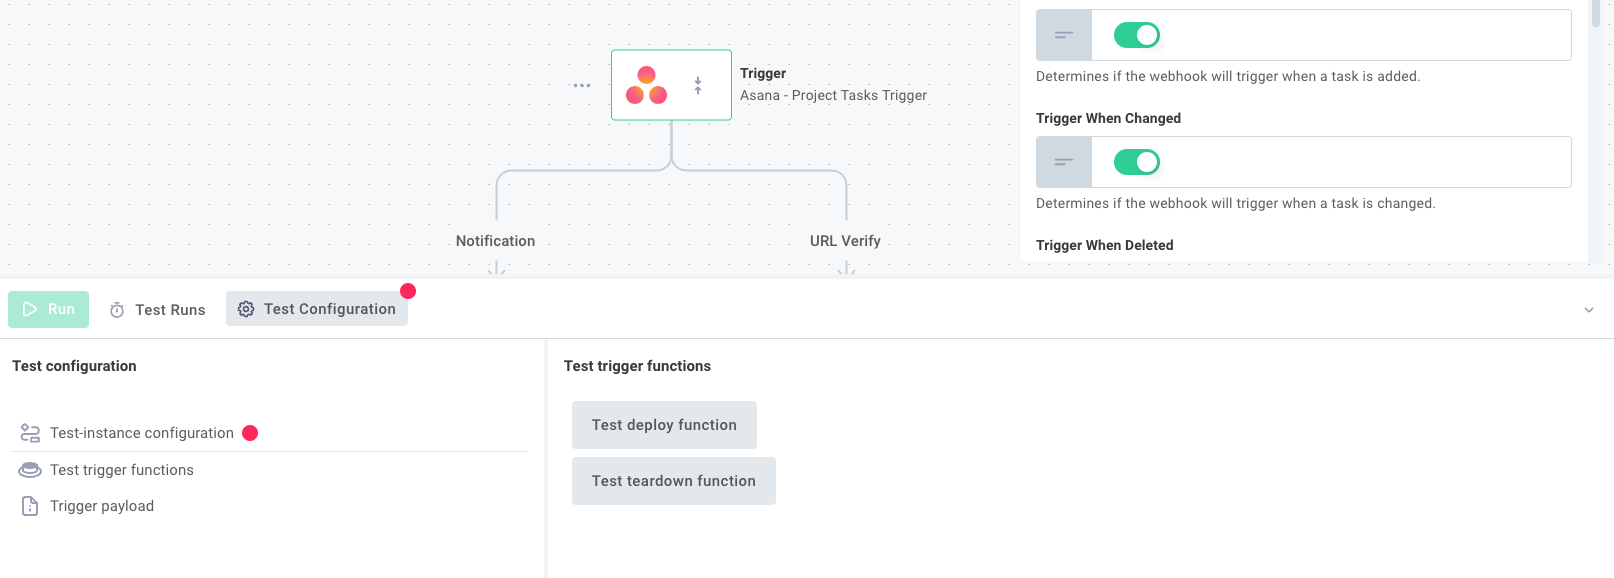 Trigger
Asana - Project Tasks Trigger
Notification
URL Verify
Determines if the webhook will trigger when a task is added.
Trigger When Changed
Determines if the webhook will trigger when a task is changed.
Trigger When Deleted
Run
Test Runs
Test Configuration
Test configuration
Test-instance configuration
Test trigger functions
Trigger payload
Test trigger functions
Test deploy function
Test teardown function